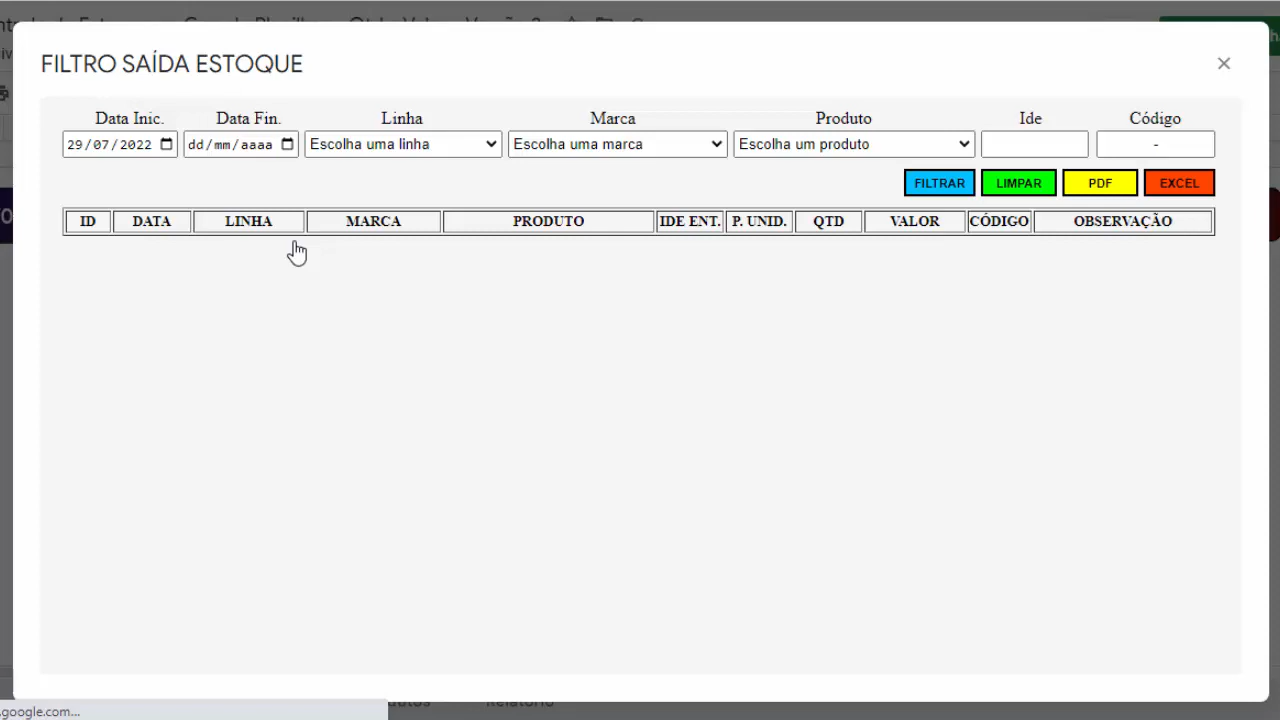 FILTRO SAÍDA ESTOQUE ×
Data Inic. Data Fin. Linha Marca Produto Ide Código
29/07/2022 dd/mm/aaaa Escolha uma linha Escolha uma marca Escolha um produto -
FILTRAR LIMPAR PDF EXCEL
ID DATA LINHA MARCA PRODUTO IDE ENT. P. UNID. QTD VALOR CÓDIGO OBSERVAÇÃO
Relatório
.google.com...